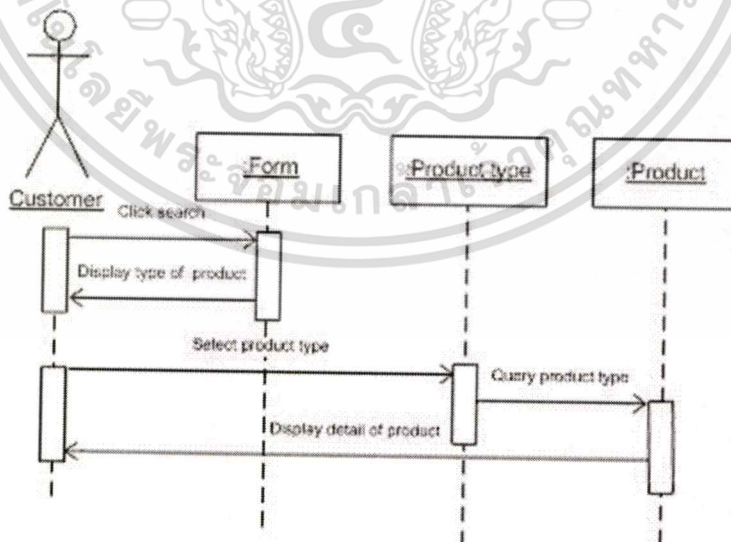 :Form
:Product type
:Product
Customer
Click search
Display type of product
Select product type
Query product type
Display detail of product